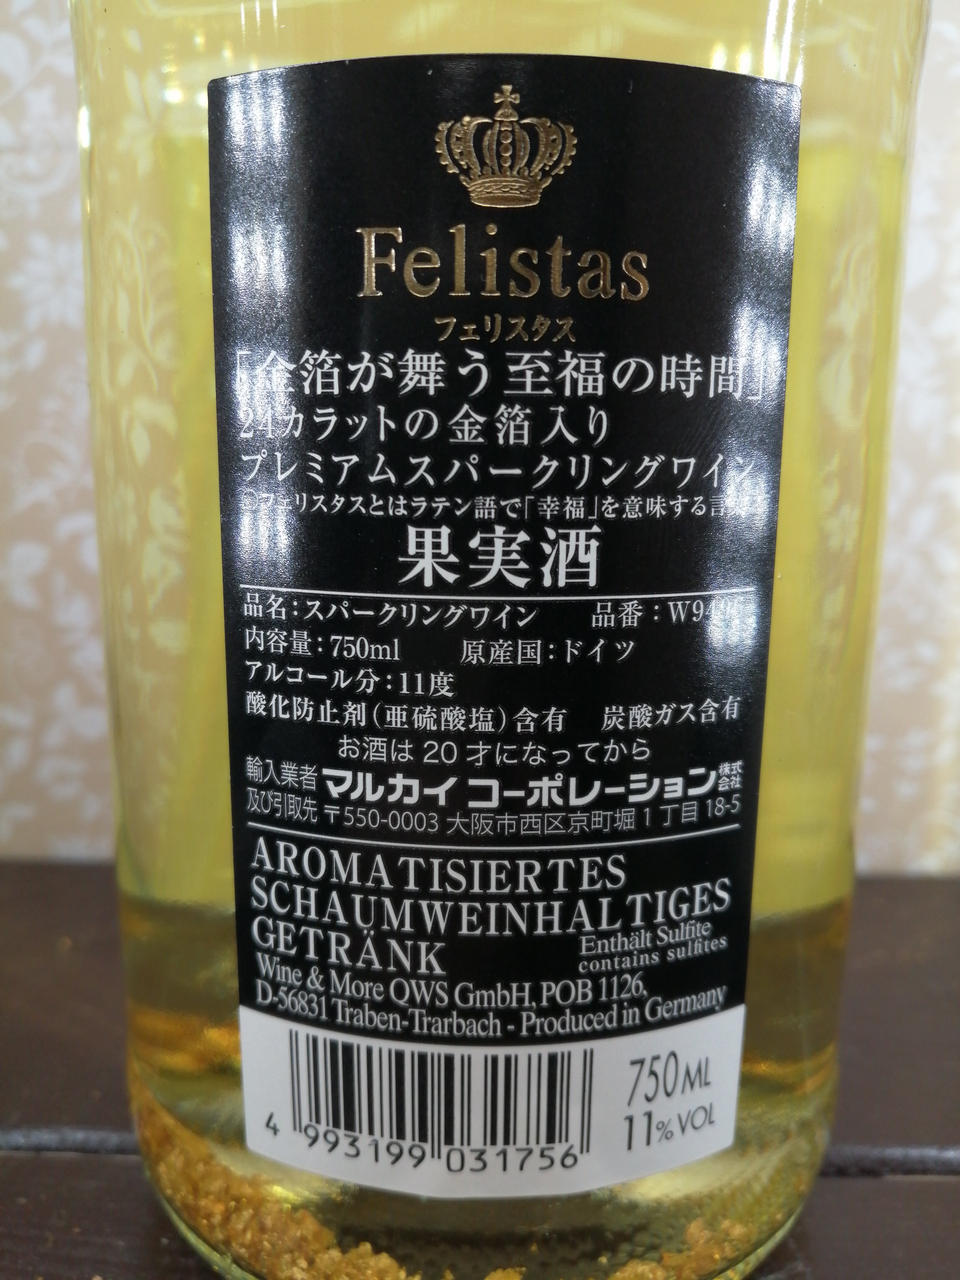 Felistas
フェリスタス
「金箔が舞う至福の時間」
24カラットの金箔入り
プレミアムスパークリングワイン
フェリスタスとはラテン語で「幸福」を意味する
果実酒
品名:スパークリングワイン 品番:
内容量:750ml 原産国:ドイツ
アルコール分:11度
酸化防止剤(亜硫酸塩)含有 炭酸ガス含有
お酒は20才になってから
輸入業者及び引取先 マルカイコーポレーション株式会社
〒550-0003 大阪市西区京町堀1丁目18-5
AROMATISIERTES
SCHAUMWEINHALTIGES
GETRÄNK
Enthält Sulfite
contains sulfites
Wine & More QWS GmbH, POB 1126,
D-56831 Traben-Trarbach - Produced in Germany
750ML
11% VOL
4 993199 031756